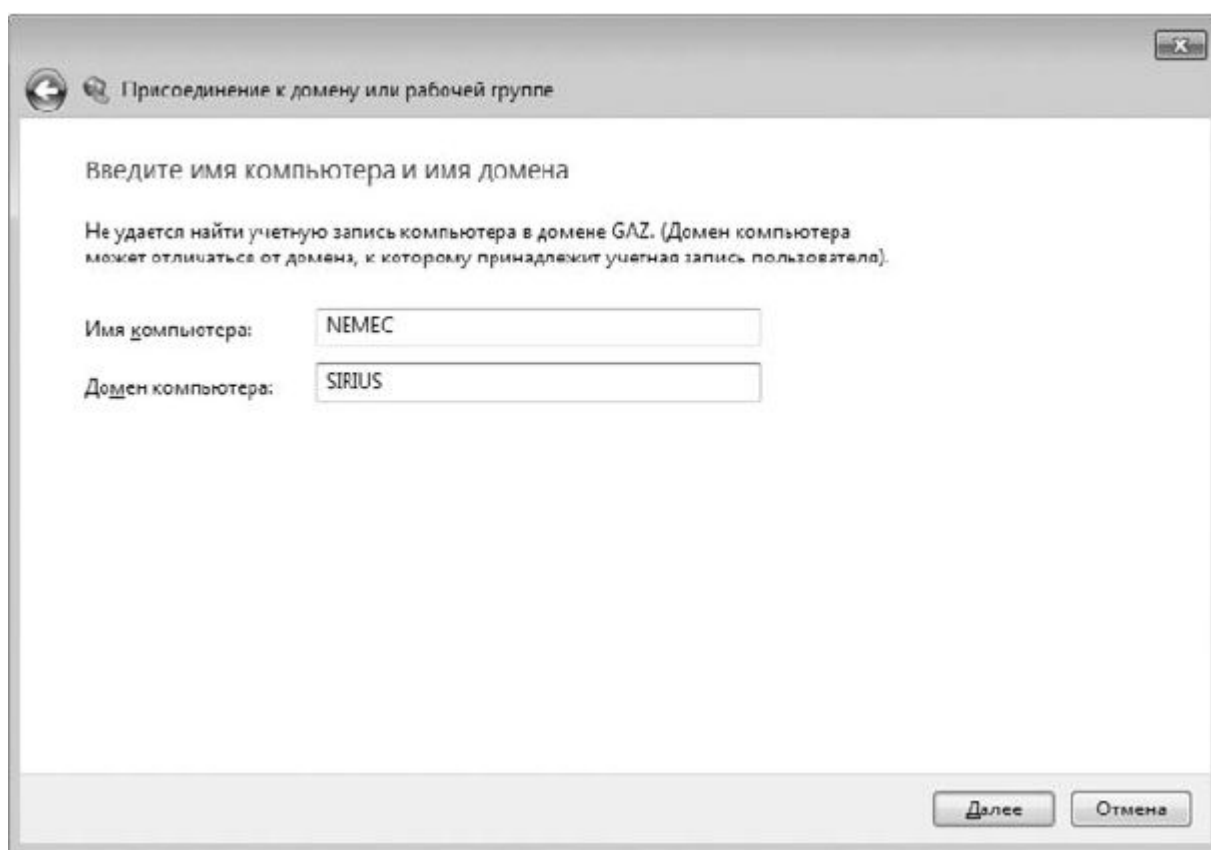 Присоединение к домену или рабочей группе
Введите имя компьютера и имя домена
Не удается найти учетную запись компьютера в домене GAZ. (Домен компьютера
может отличаться от домена, к которому принадлежит учетная запись пользователя).
Имя компьютера: NEMEC
Домен компьютера: SIRIUS
Далее Отмена